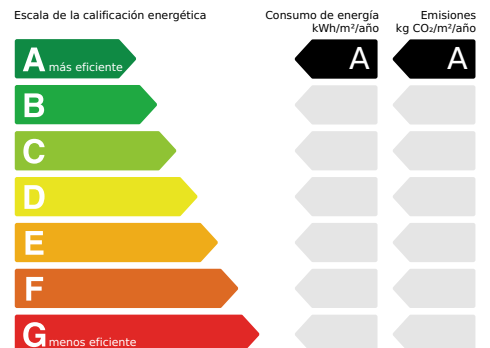 Escala de la calificación energética
Consumo de energía
kWh/m²/año
Emisiones
kg CO₂/m²/año
A más eficiente
A
A
B
C
D
E
F
G menos eficiente